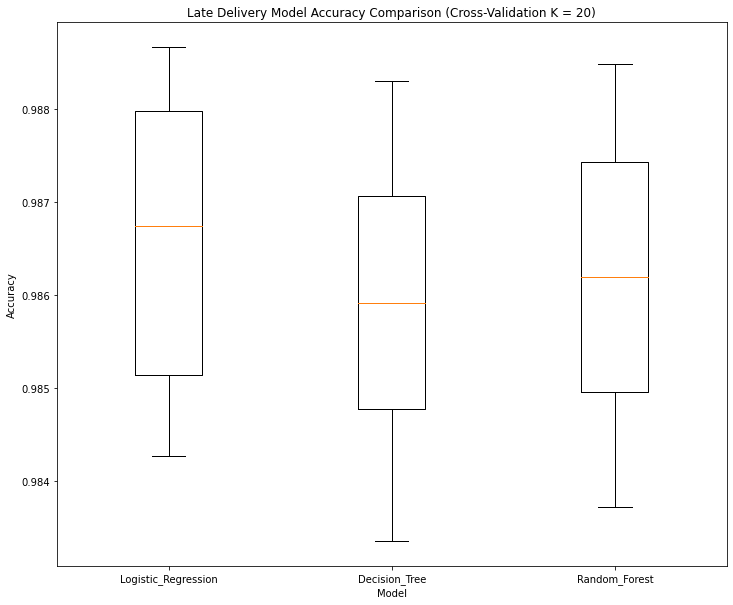 Late Delivery Model Accuracy Comparison (Cross-Validation K = 20)
0.988
0.987
0.986
0.985
0.984
Accuracy
Logistic_Regression
Decision_Tree
Random_Forest
Model